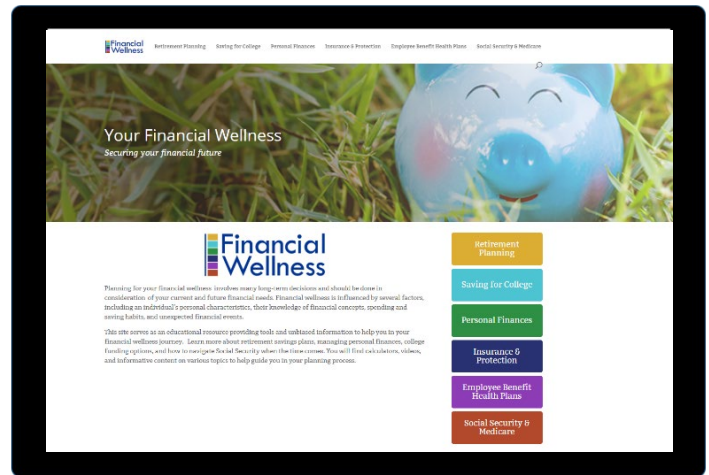 Financial
Wellness
Retirement Planning Saving for College Personal Finances Insurance & Protection Employee Benefit Health Plans Social Security & Medicare
Your Financial Wellness
Securing your financial future
Financial
Wellness
Planning for your financial wellness involves many long-term decisions and should be done in
consideration of your current and future financial needs. Financial wellness is influenced by several factors,
including an individual's personal characteristics, their knowledge of financial concepts, spending and
saving habits, and unexpected financial events.
This site serves as an educational resource providing tools and unbiased information to help you in your
financial wellness journey. Learn more about retirement savings plans, managing personal finances, college
funding options, and how to navigate Social Security when the time comes. You will find calculators, videos,
and informative content on various topics to help guide you in your planning process.
Retirement
Planning
Saving for College
Personal Finances
Insurance &
Protection
Employee Benefit
Health Plans
Social Security &
Medicare